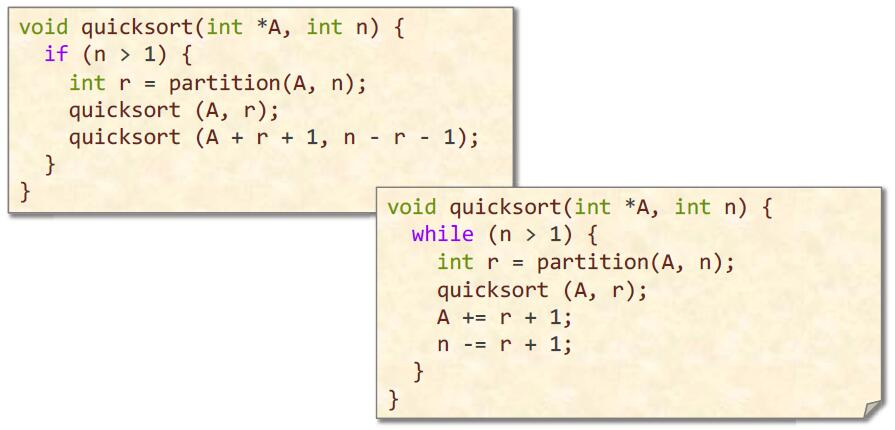 void quicksort(int *A, int n) {
  if (n > 1) {
    int r = partition(A, n);
    quicksort (A, r);
    quicksort (A + r + 1, n - r - 1);
  }
}
void quicksort(int *A, int n) {
  while (n > 1) {
    int r = partition(A, n);
    quicksort (A, r);
    A += r + 1;
    n -= r + 1;
  }
}